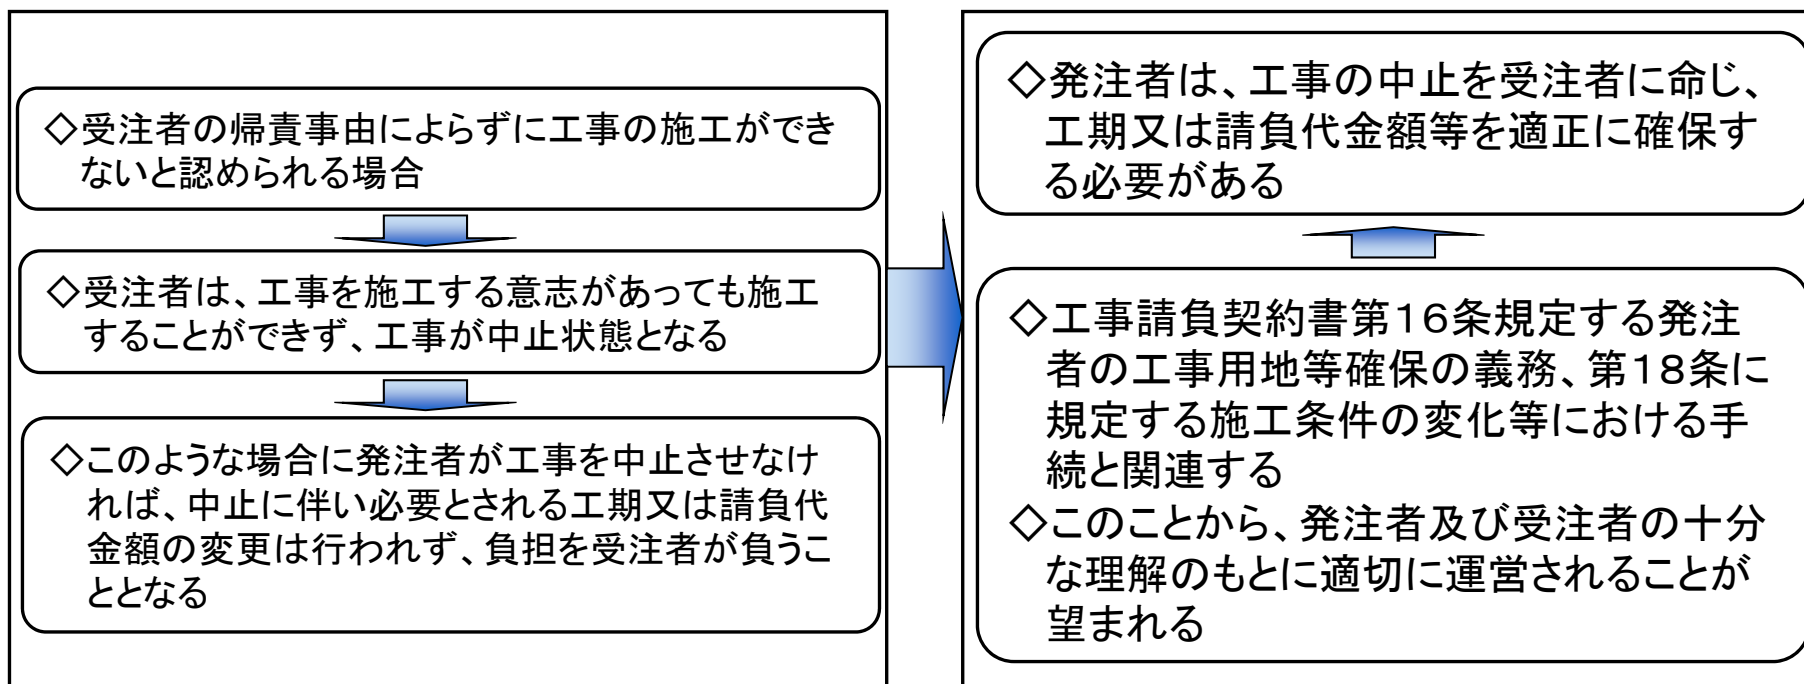 ◇受注者の帰責事由によらずに工事の施工ができ
ないと認められる場合
◇受注者は、工事を施工する意志があっても施工
することができず、工事が中止状態となる
◇このような場合に発注者が工事を中止させなけ
れば、中止に伴い必要とされる工期又は請負代
金額の変更は行われず、負担を受注者が負うこ
ととなる
◇発注者は、工事の中止を受注者に命じ、
工期又は請負代金額等を適正に確保す
る必要がある
◇工事請負契約書第16条規定する発注
者の工事用地等確保の義務、第18条に
規定する施工条件の変化等における手
続と関連する
◇このことから、発注者及び受注者の十分
な理解のもとに適切に運営されることが
望まれる